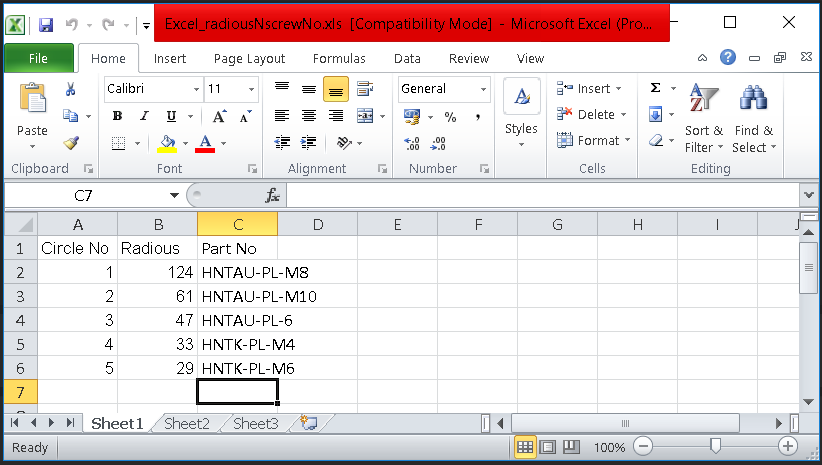 Excel_radiousNscrewNo.xls [Compatibility Mode] - Microsoft Excel (Pro...
File Home Insert Page Layout Formulas Data Review View
Paste
Calibri 11
B I U A A
A
General
% ,
.00 .0
Styles
Insert
Delete
Format
Σ
Sort & Filter
Find & Select
Clipboard Font Alignment Number Cells Editing
C7 fx
A B C D E F G H I J
1 Circle No Radious Part No
2 1 124 HNTAU-PL-M8
3 2 61 HNTAU-PL-M10
4 3 47 HNTAU-PL-6
5 4 33 HNTK-PL-M4
6 5 29 HNTK-PL-M6
7
Sheet1 Sheet2 Sheet3
Ready 100%